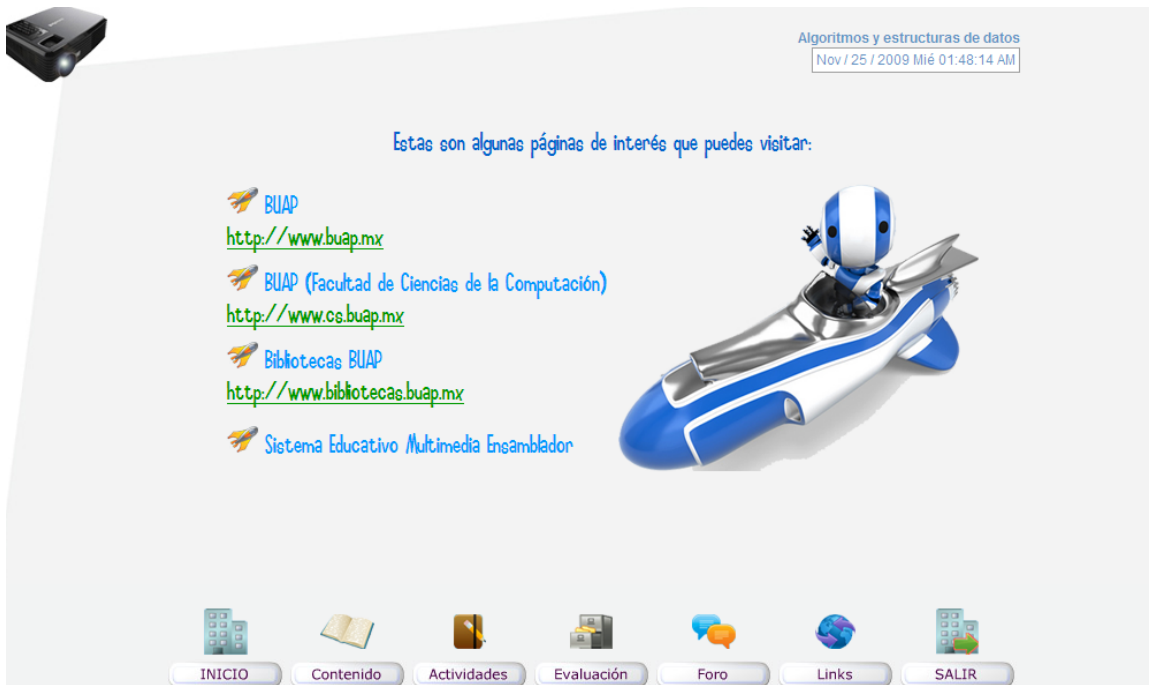 Algoritmos y estructuras de datos
Nov / 25 / 2009 Mié 01:48:14 AM
Estas son algunas páginas de interés que puedes visitar:
BUAP
http://www.buap.mx
BUAP (Facultad de Ciencias de la Computación)
http://www.cs.buap.mx
Bibliotecas BUAP
http://www.bibliotecas.buap.mx
Sistema Educativo Multimedia Ensamblador
INICIO Contenido Actividades Evaluación Foro Links SALIR